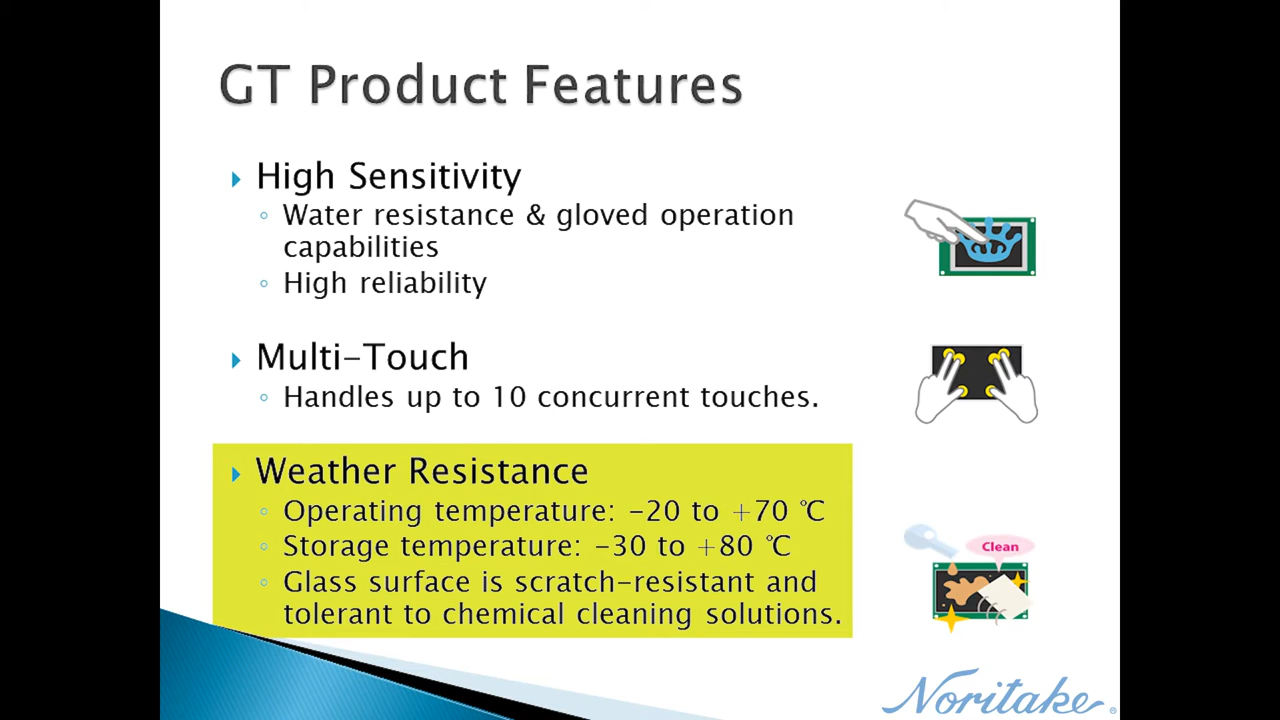 GT Product Features
High Sensitivity
Water resistance & gloved operation
capabilities
High reliability
Multi-Touch
Handles up to 10 concurrent touches.
Weather Resistance
Operating temperature: -20 to +70 ℃
Storage temperature: -30 to +80 ℃
Clean
Glass surface is scratch-resistant and
tolerant to chemical cleaning solutions.
Noritake®